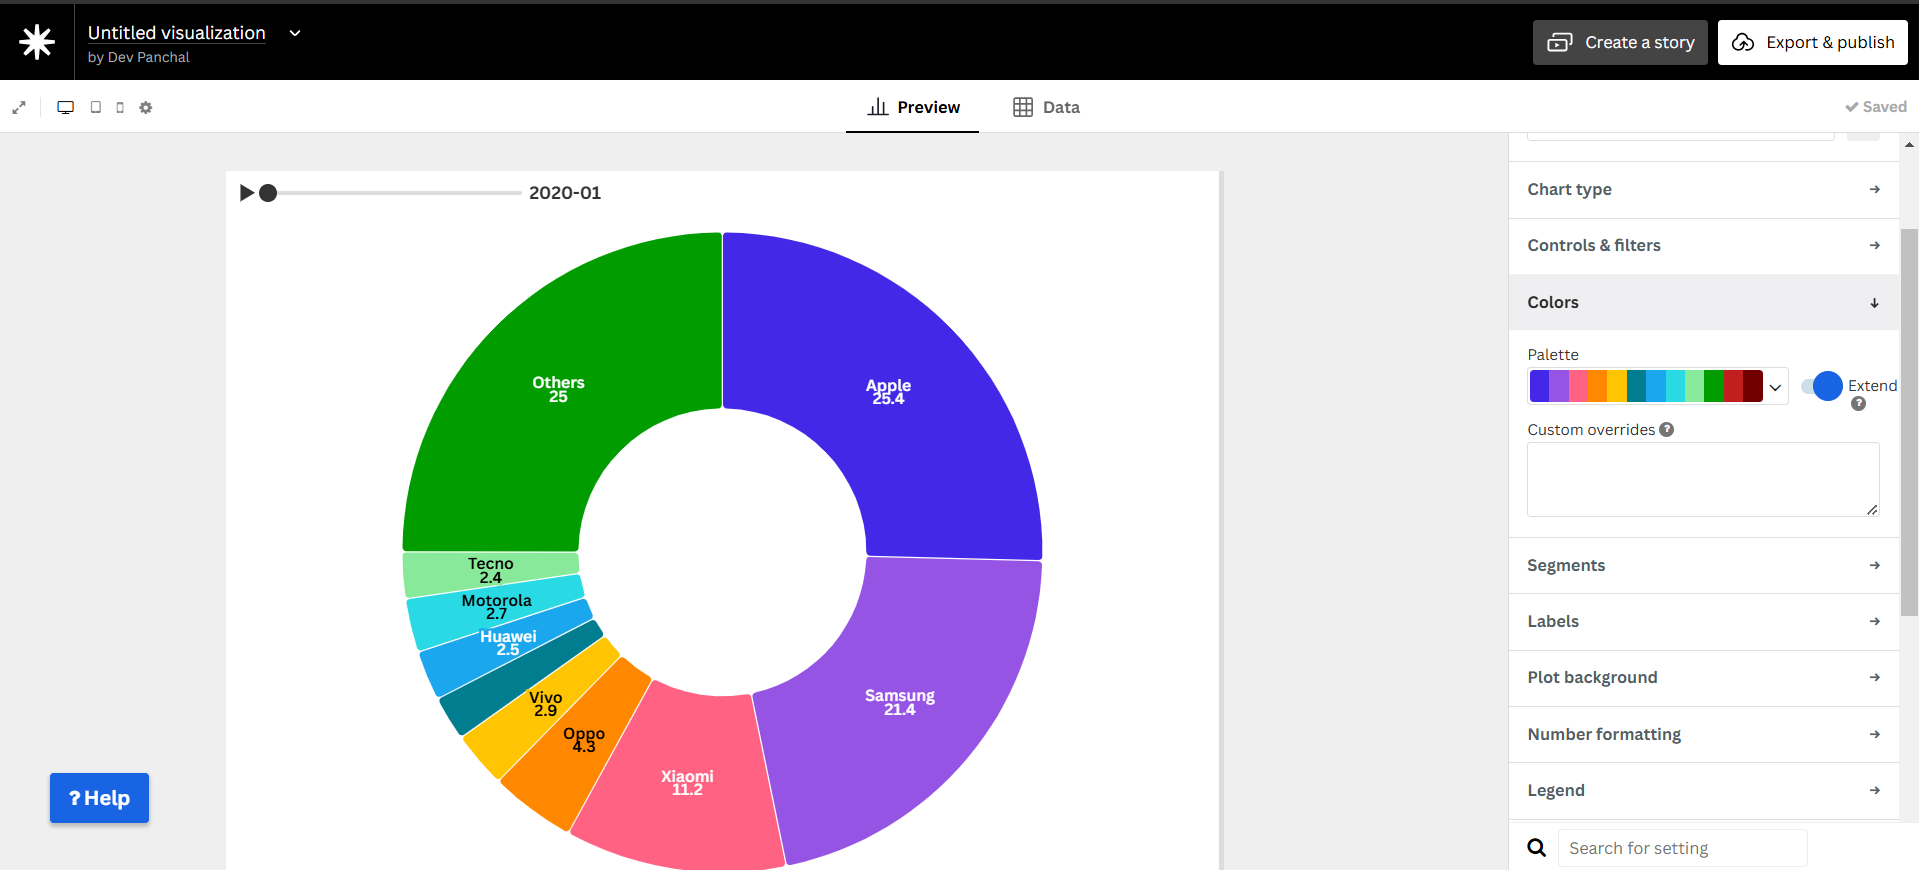 Untitled visualization
by Dev Panchal
Create a story
Export & publish
Preview
Data
Saved
2020-01
Others
25
Apple
25.4
Tecno
2.4
Motorola
2.7
Huawei
2.5
Vivo
2.9
Oppo
4.3
Xiaomi
11.2
Samsung
21.4
? Help
Chart type
Controls & filters
Colors
Palette
Extend
?
Custom overrides ?
Segments
Labels
Plot background
Number formatting
Legend
Search for setting